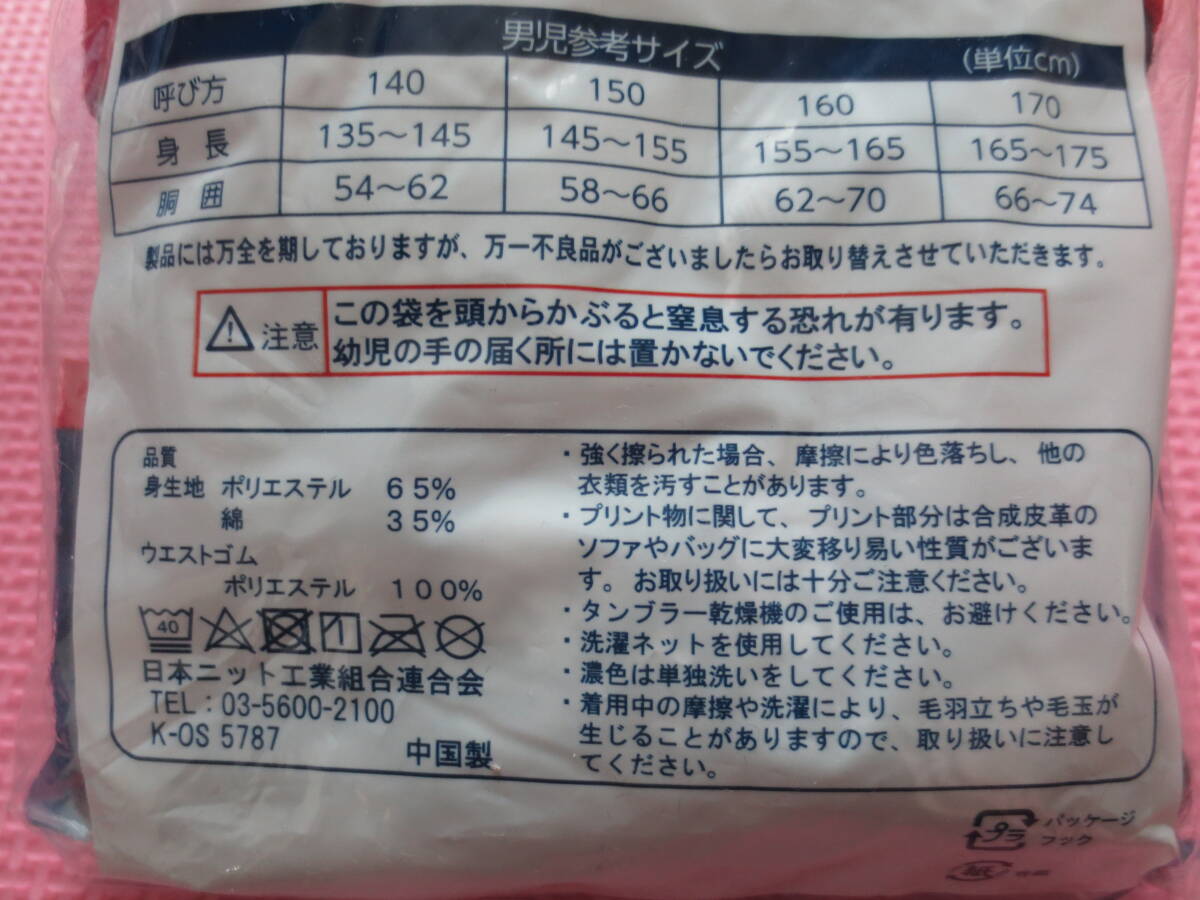 男児参考サイズ (単位cm)
呼び方 140 150 160 170
身長 135～145 145～155 155～165 165～175
胴囲 54～62 58～66 62～70 66～74
製品には万全を期しておりますが、万一不良品がございましたらお取り替えさせていただきます。
注意
この袋を頭からかぶると窒息する恐れが有ります。
幼児の手の届く所には置かないでください。
品質
身生地 ポリエステル 65%
綿 35%
ウエストゴム
ポリエステル 100%
40
日本ニット工業組合連合会
TEL：03-5600-2100
K-OS 5787
中国製
・強く擦られた場合、摩擦により色落ちし、他の
衣類を汚すことがあります。
・プリント物に関して、プリント部分は合成皮革の
ソファやバッグに大変移り易い性質がございま
す。お取り扱いには十分ご注意ください。
・タンブラー乾燥機のご使用は、お避けください。
・洗濯ネットを使用してください。
・濃色は単独洗いをしてください。
・着用中の摩擦や洗濯により、毛羽立ちや毛玉が
生じることがありますので、取り扱いに注意し
てください。
プラ
パッケージ
フック
紙